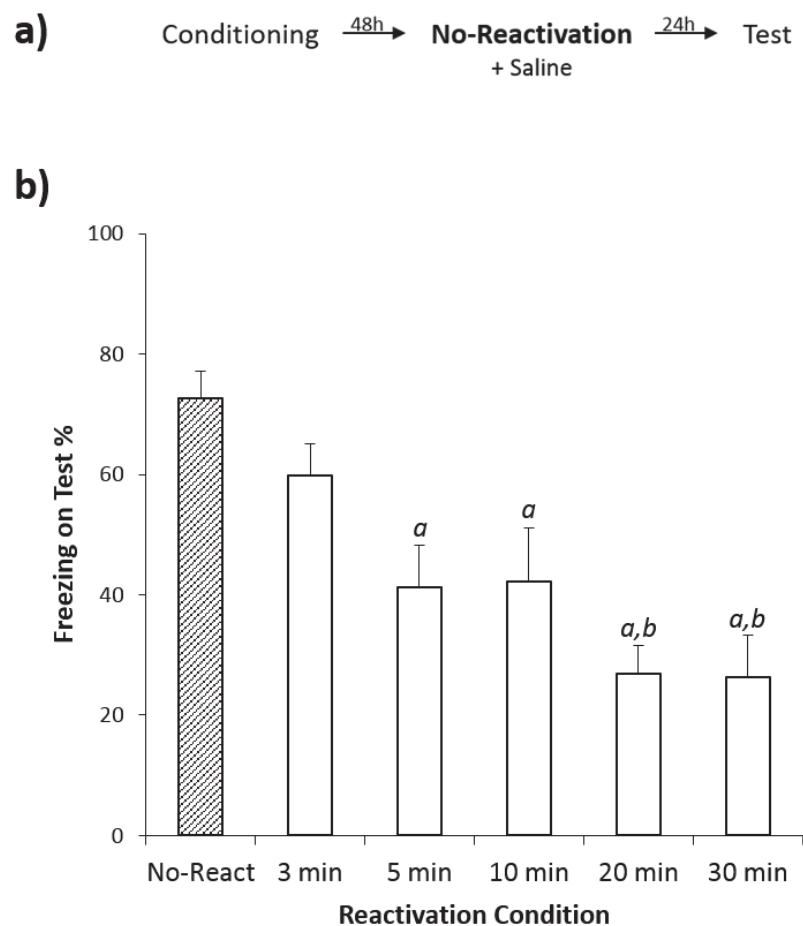 a) Conditioning 48h No-Reactivation 24h Test
+ Saline
b)
100
80
60
40
20
0
Freezing on Test %
a
a
a,b
a,b
No-React 3 min 5 min 10 min 20 min 30 min
Reactivation Condition